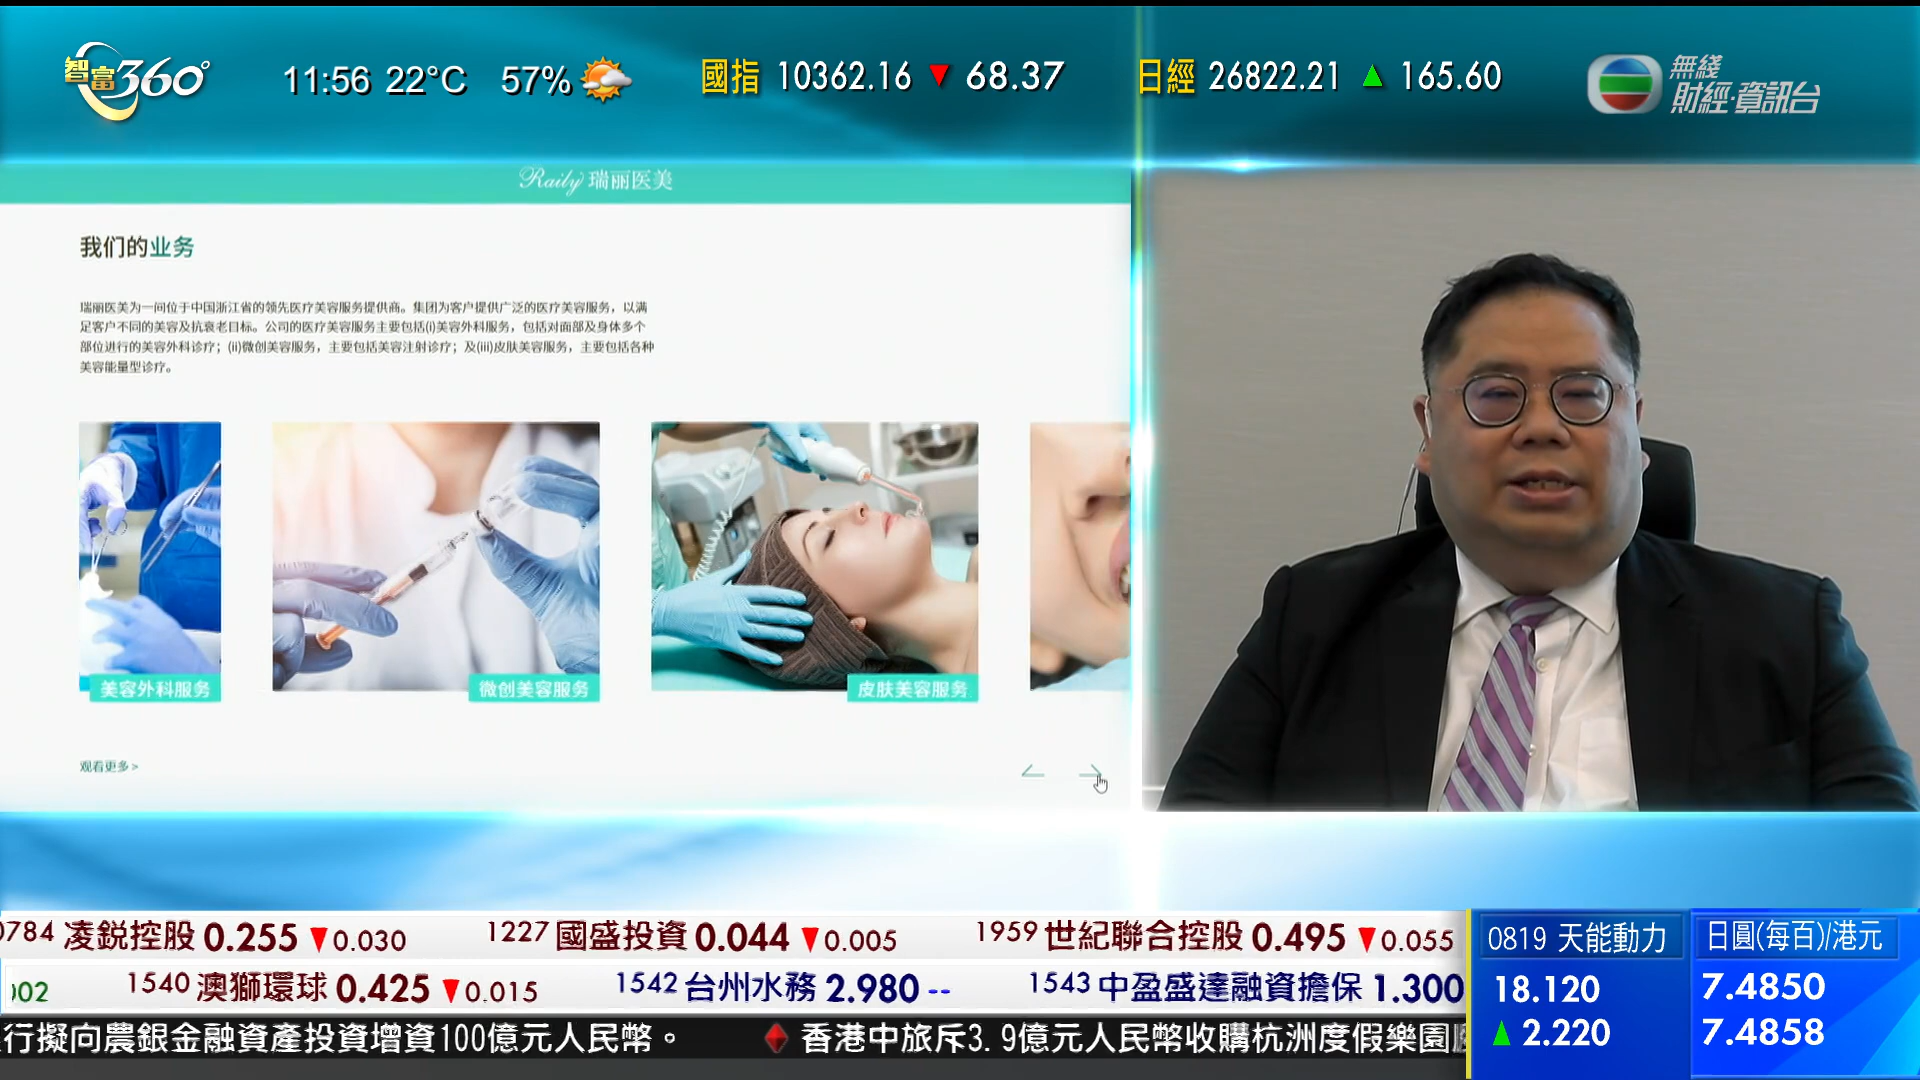 智富360°
11:56 22°C 57%
國指 10362.16 ▼ 68.37
日經 26822.21 ▲ 165.60
無綫
財經·資訊台
Raily 瑞丽医美
我们的业务
瑞丽医美为一间位于中国浙江省的领先医疗美容服务提供商。集团为客户提供广泛的医疗美容服务，以满
足客户不同的美容及抗衰老目标。公司的医疗美容服务主要包括(i)美容外科服务，包括对面部及身体多个
部位进行的美容外科诊疗；(ii)微创美容服务，主要包括美容注射诊疗；及(iii)皮肤美容服务，主要包括各种
美容能量型诊疗。
美容外科服务
微创美容服务
皮肤美容服务
观看更多 >
0784 凌銳控股 0.255 ▼0.030 1227 國盛投資 0.044 ▼0.005 1959 世紀聯合控股 0.495 ▼0.055
002 1540 澳獅環球 0.425 ▼0.015 1542 台州水務 2.980 -- 1543 中盈盛達融資擔保 1.300
行擬向農銀金融資產投資增資100億元人民幣。 香港中旅斥3.9億元人民幣收購杭洲度假樂園
0819 天能動力
18.120
▲ 2.220
日圓(每百)/港元
7.4850
7.4858